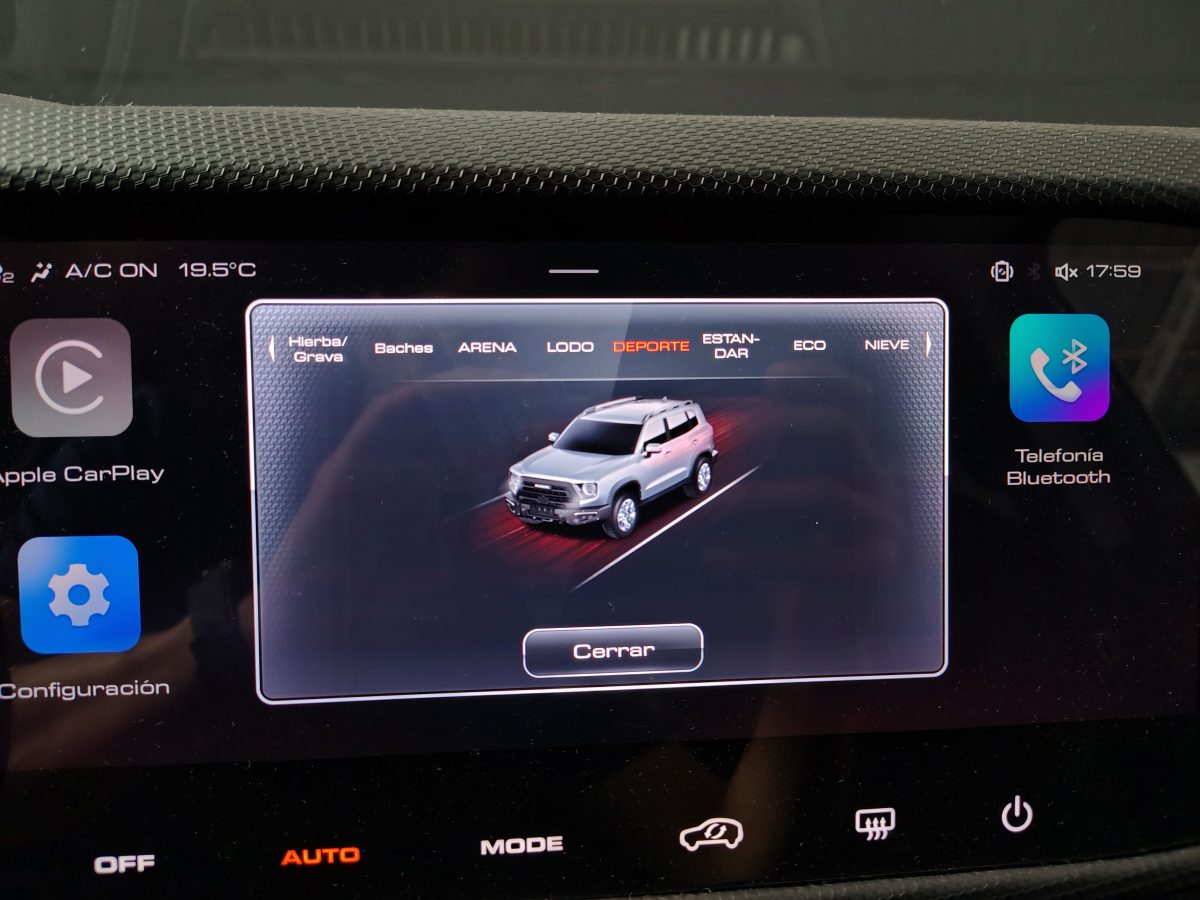 2 A/C ON 19.5°C 17:59
Hierba/
Grava
Baches ARENA LODO DEPORTE
ESTAN-
DAR
ECO NIEVE
Apple CarPlay
Telefonía
Bluetooth
Cerrar
Configuración
OFF AUTO MODE